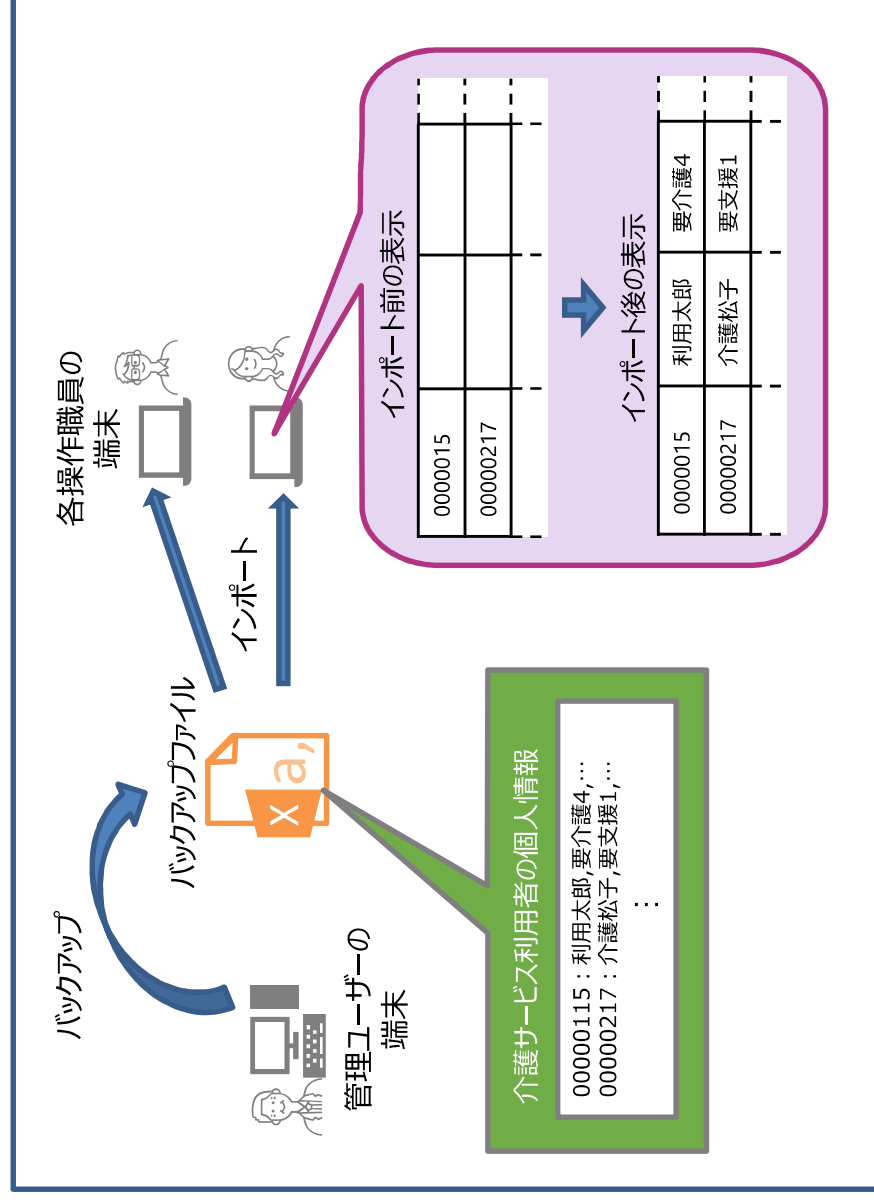 バックアップ
バックアップファイル
各操作職員の
端末
インポート
管理ユーザーの
端末
X
a,
介護サービス利用者の個人情報
00000115：利用太郎,要介護4,…
00000217：介護松子,要支援1,…
…
インポート前の表示
0000015
00000217
インポート後の表示
0000015 利用太郎 要介護4
00000217 介護松子 要支援1